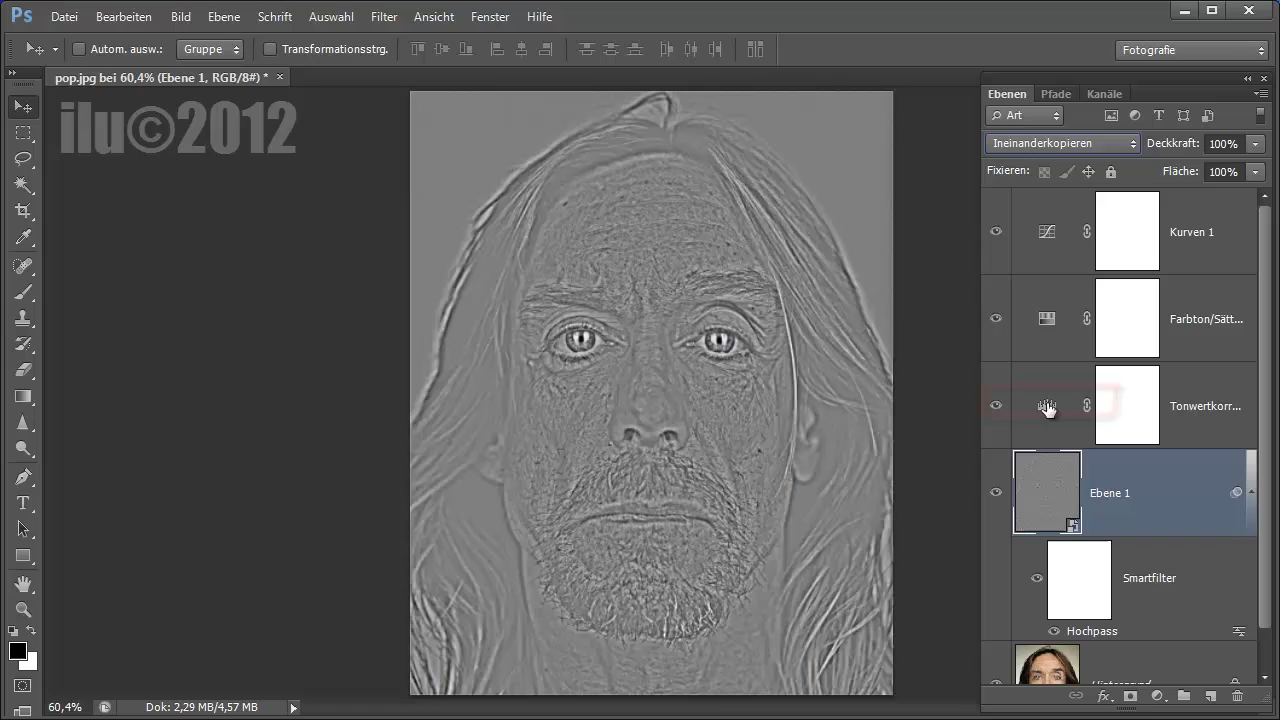 Ps Datei Bearbeiten Bild Ebene Schrift Auswahl Filter Ansicht Fenster Hilfe
Autom. ausw.: Gruppe Transformationsstrg. Fotografie
pop.jpg bei 60,4% (Ebene 1, RGB/8#) *
ilu©2012
Ebenen Pfade Kanäle
Art
Ineinanderkopieren Deckkraft: 100%
Fixieren: Fläche: 100%
Kurven 1
Farbton/Sätt...
Tonwertkorr...
Ebene 1
Smartfilter
Hochpass
Hintergrund
60,4% Dok: 2,29 MB/4,57 MB